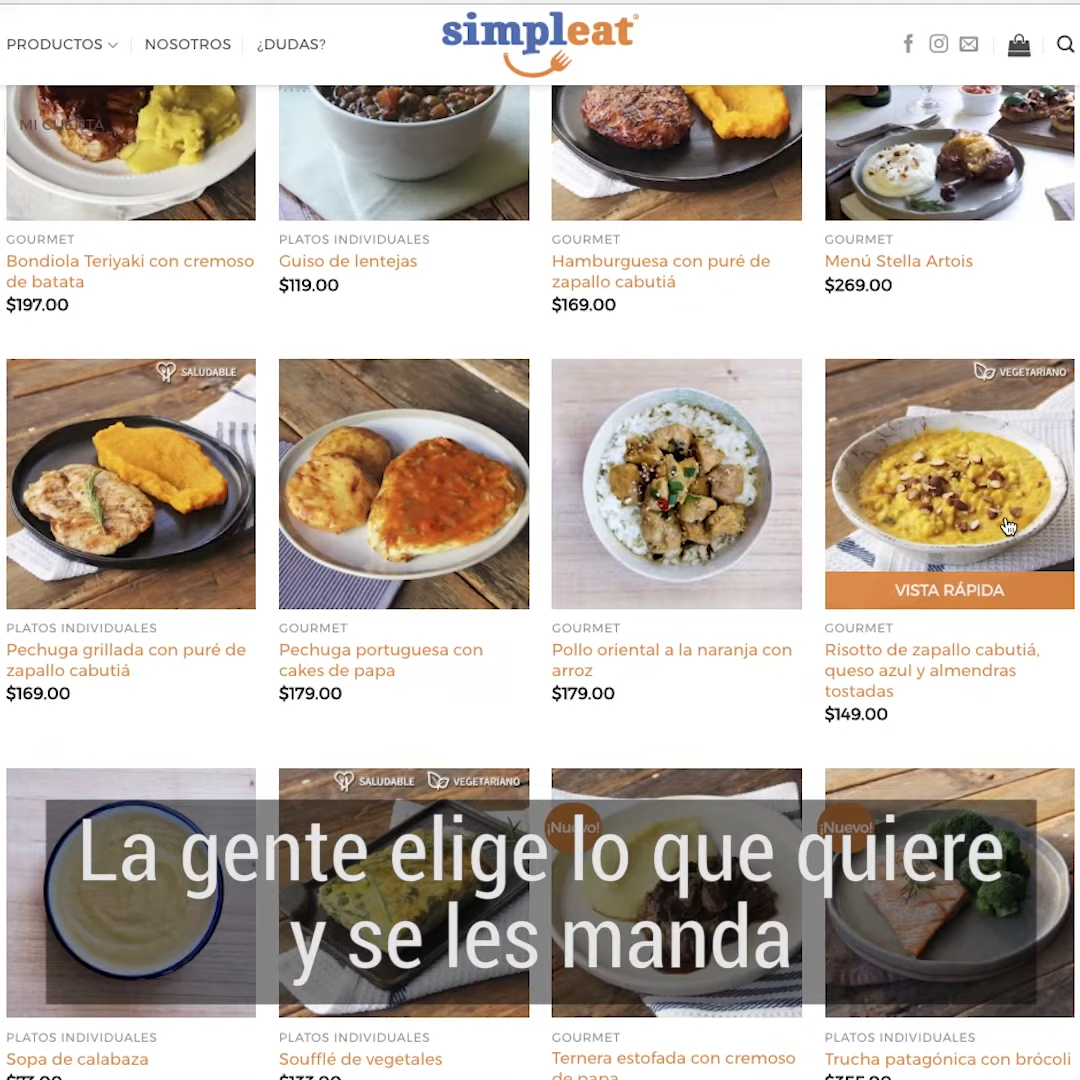 simpleat
PRODUCTOS
NOSOTROS
¿DUDAS?
MI CUENTA
GOURMET
Bondiola Teriyaki con cremoso
de batata
$197.00
PLATOS INDIVIDUALES
Guiso de lentejas
$119.00
GOURMET
Hamburguesa con puré de
zapallo cabutiá
$169.00
GOURMET
Menú Stella Artois
$269.00
SALUDABLE
PLATOS INDIVIDUALES
Pechuga grillada con puré de
zapallo cabutiá
$169.00
GOURMET
Pechuga portuguesa con
cakes de papa
$179.00
GOURMET
Pollo oriental a la naranja con
arroz
$179.00
VEGETARIANO
VISTA RÁPIDA
GOURMET
Risotto de zapallo cabutiá,
queso azul y almendras
tostadas
$149.00
SALUDABLE VEGETARIANO
¡Nuevo!
¡Nuevo!
La gente elige lo que quiere
y se les manda
PLATOS INDIVIDUALES
Sopa de calabaza
PLATOS INDIVIDUALES
Soufflé de vegetales
GOURMET
Ternera estofada con cremoso
de papa
PLATOS INDIVIDUALES
Trucha patagónica con brócoli